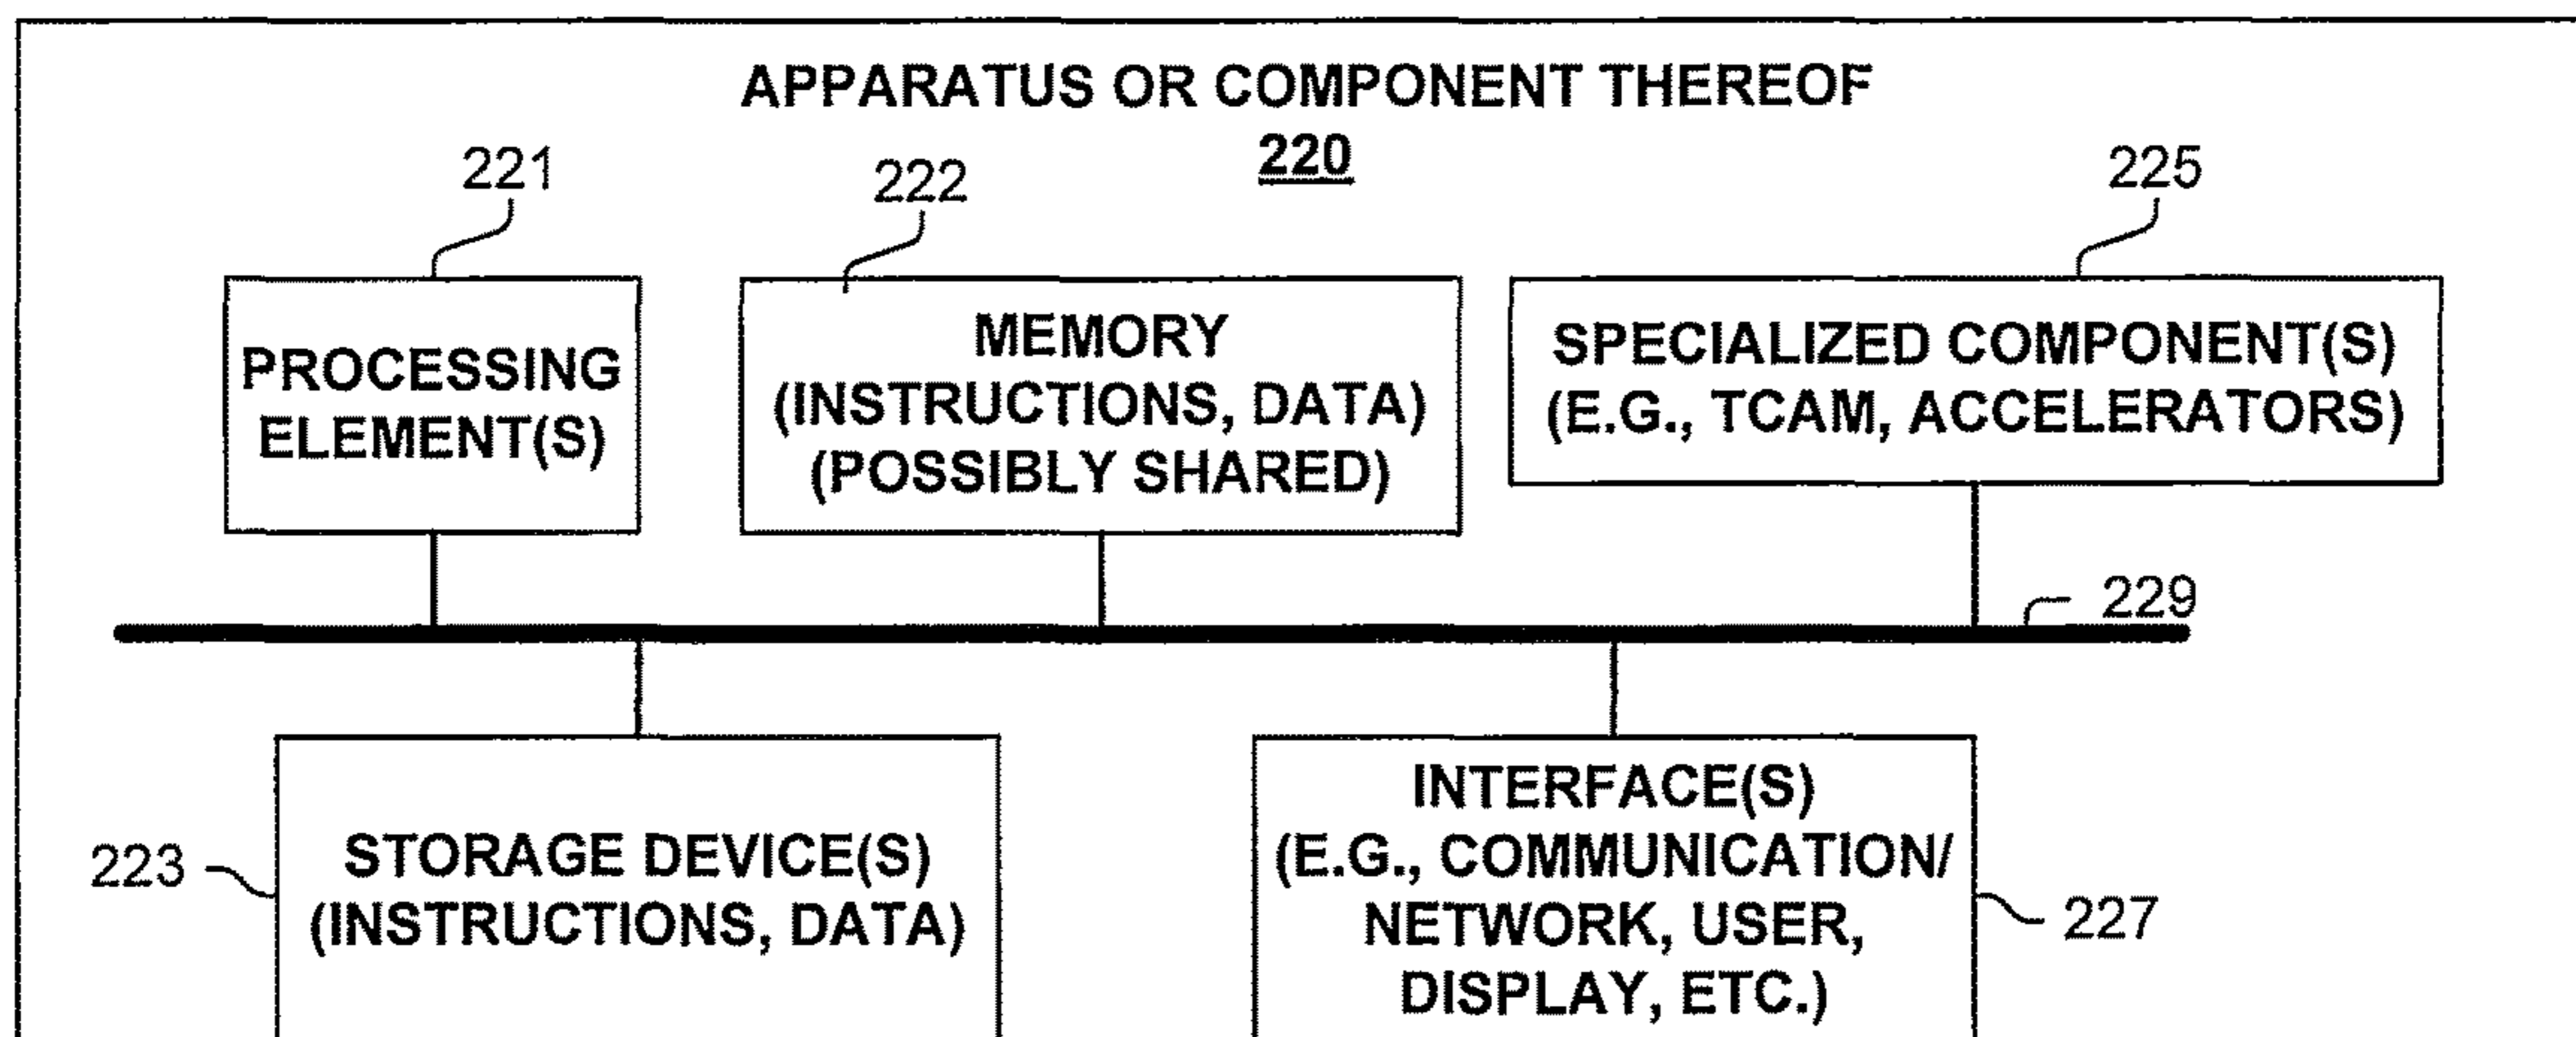 APPARATUS OR COMPONENT THEREOF
220
221
222
225
PROCESSING
ELEMENT(S)
MEMORY
(INSTRUCTIONS, DATA)
(POSSIBLY SHARED)
SPECIALIZED COMPONENT(S)
(E.G., TCAM, ACCELERATORS)
229
223
STORAGE DEVICE(S)
(INSTRUCTIONS, DATA)
INTERFACE(S)
(E.G., COMMUNICATION/
NETWORK, USER,
DISPLAY, ETC.)
227